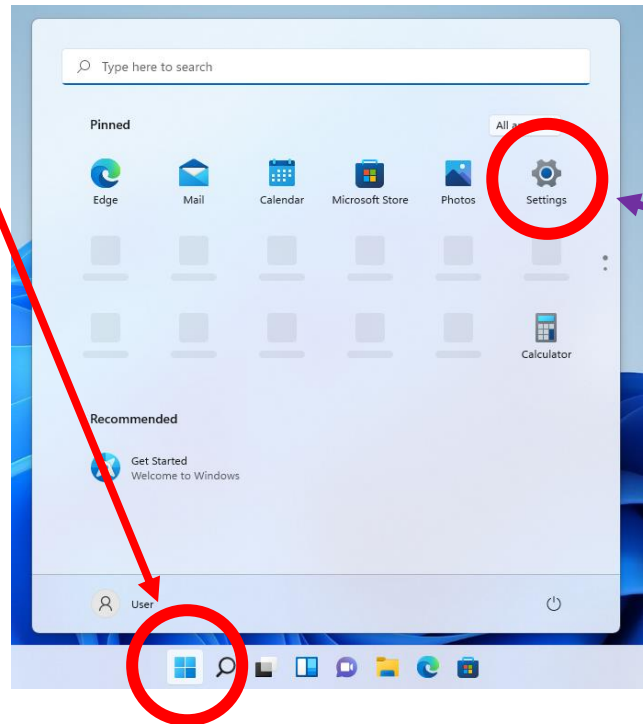 Type here to search
Pinned
All
Edge
Mail
Calendar
Microsoft Store
Photos
Settings
Calculator
Recommended
Get Started
Welcome to Windows
User